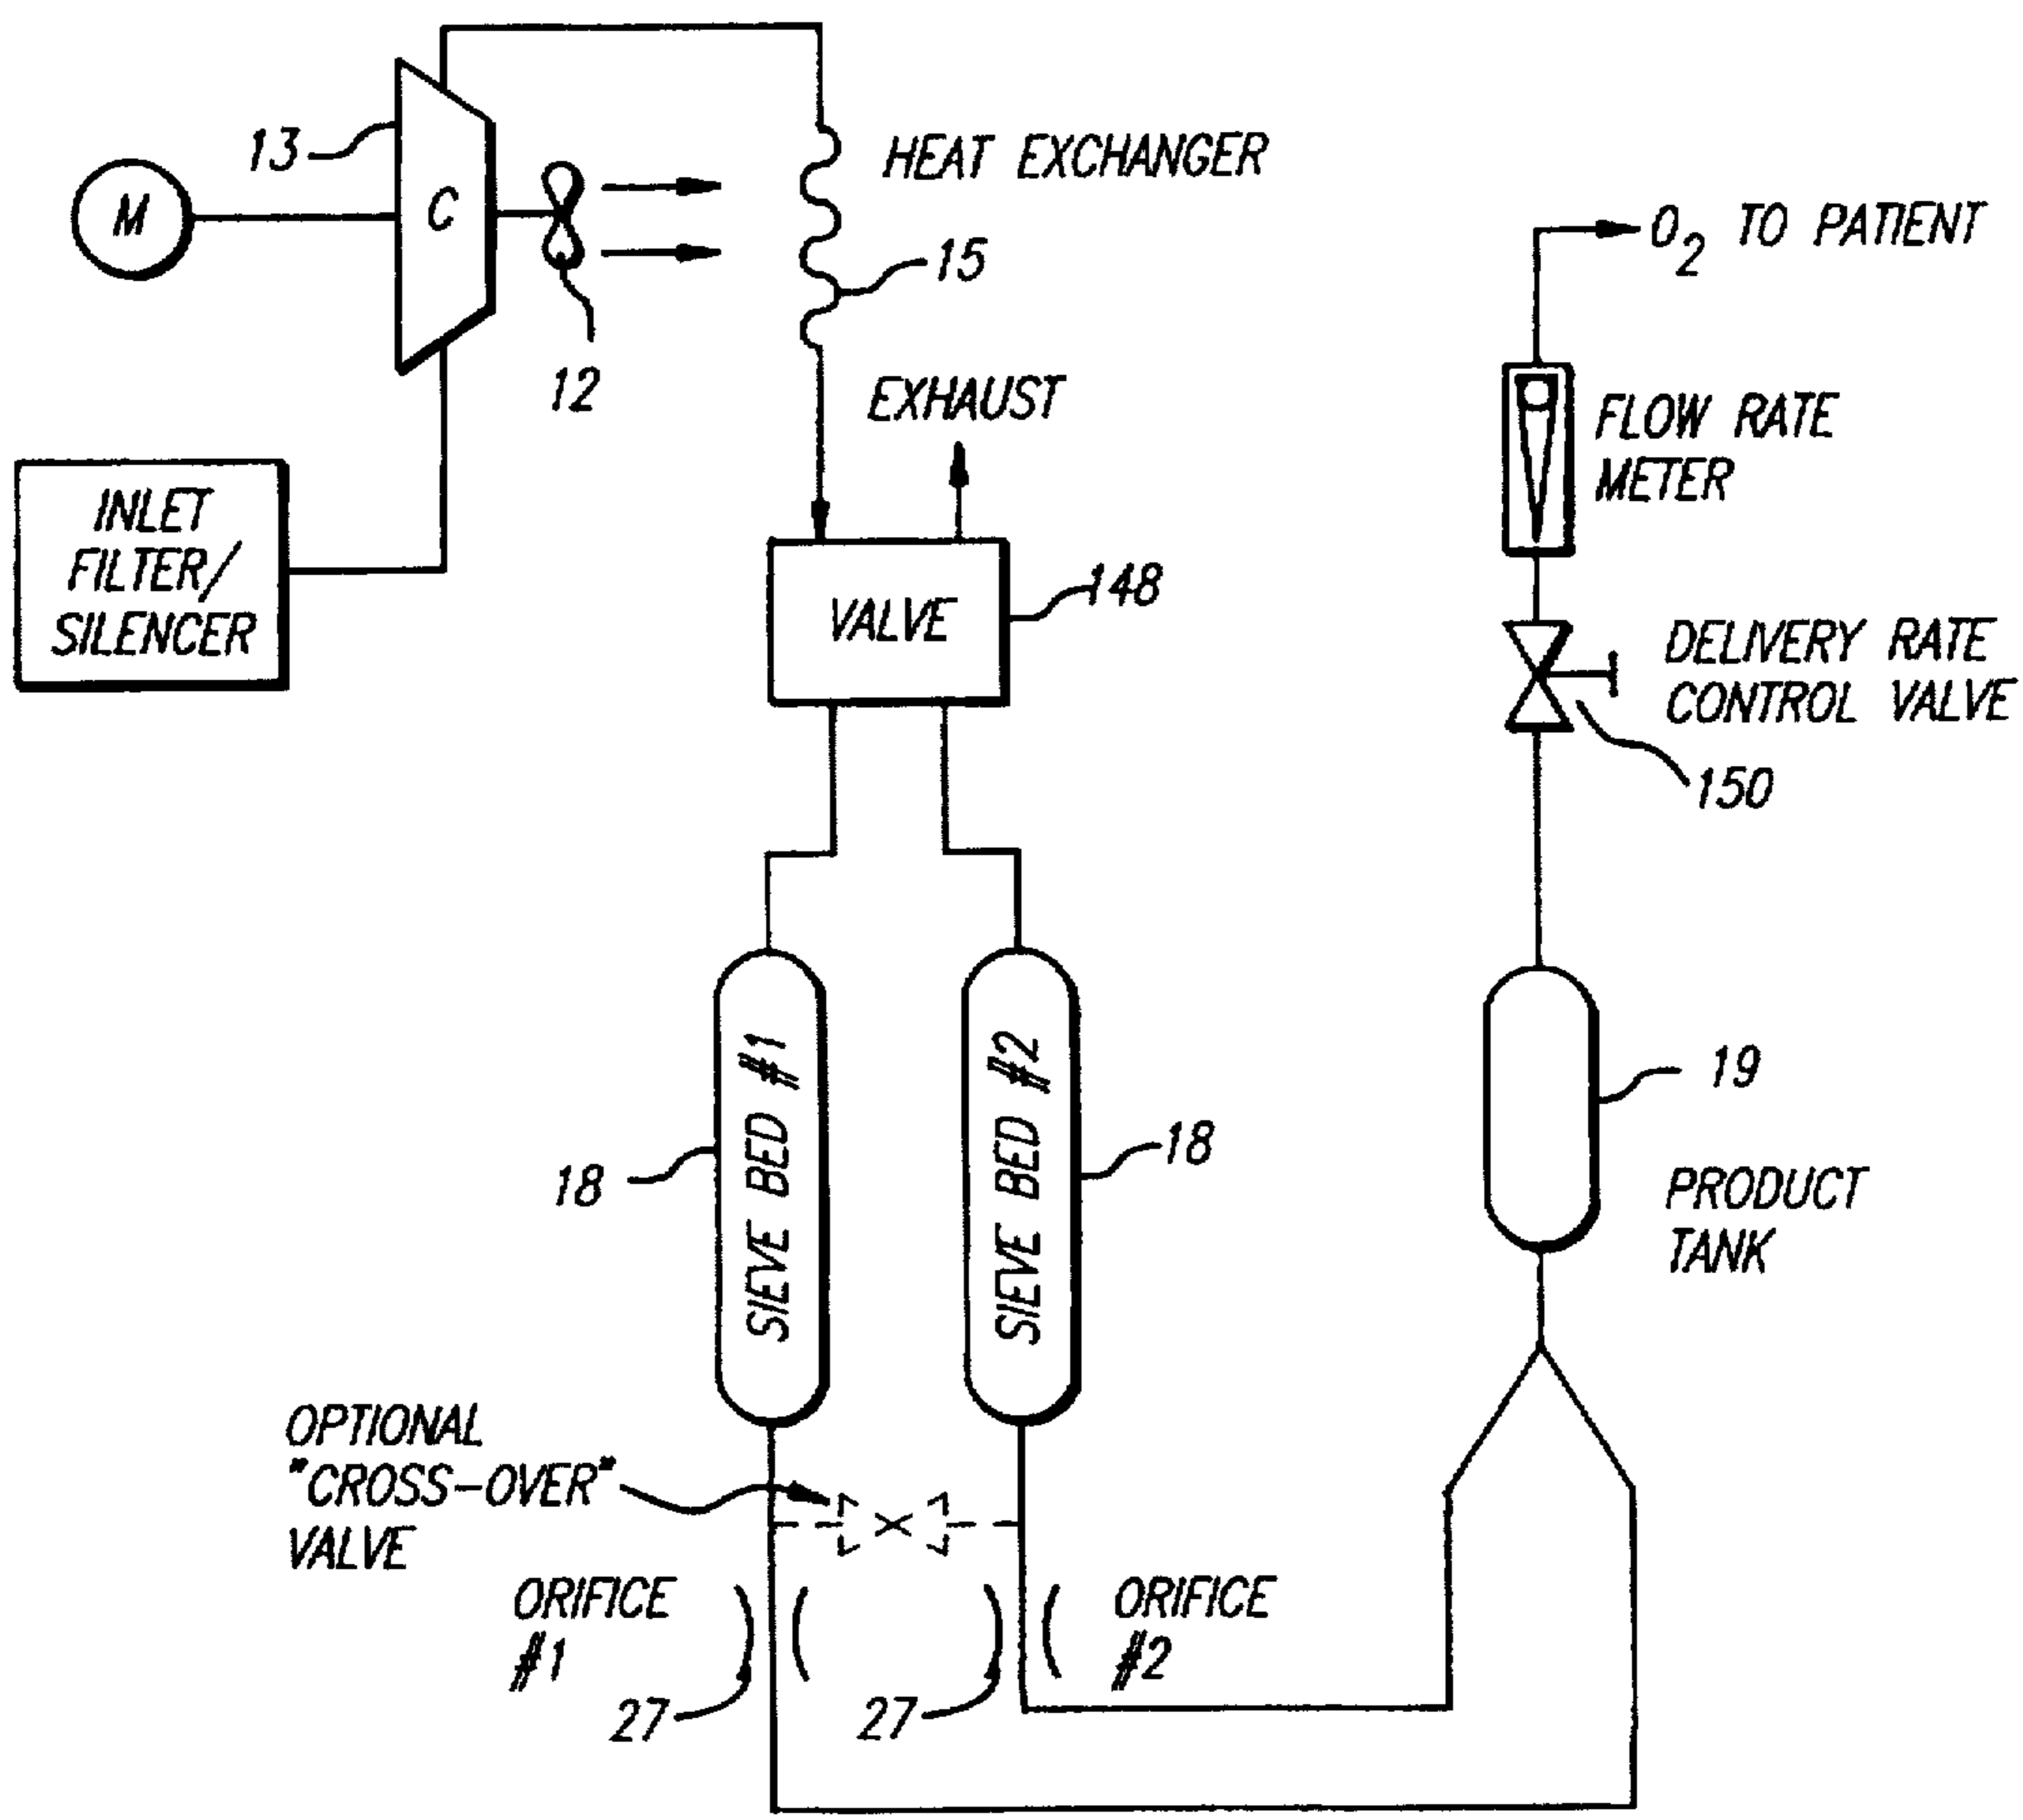 13
M
C
HEAT EXCHANGER
15
12
O2 TO PATIENT
EXHAUST
FLOW RATE
METER
INLET
FILTER/
SILENCER
VALVE
148
DELIVERY RATE
CONTROL VALVE
150
SIEVE BED #1
SIEVE BED #2
18
18
19
PRODUCT
TANK
OPTIONAL
"CROSS-OVER"
VALVE
ORIFICE
#1
27
27
ORIFICE
#2